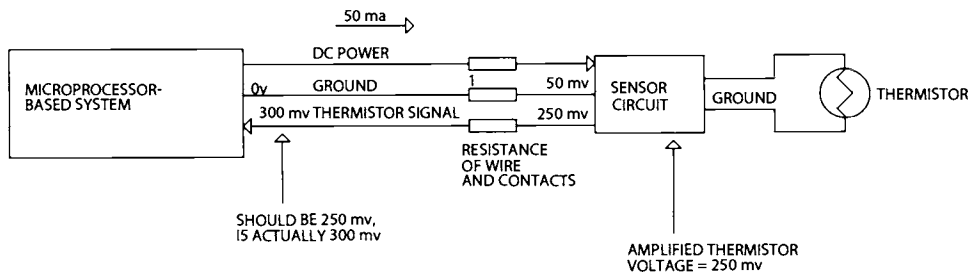 50 ma
DC POWER
MICROPROCESSOR-
BASED SYSTEM
0v
GROUND
1
50 mv
300 mv THERMISTOR SIGNAL
250 mv
SENSOR
CIRCUIT
GROUND
THERMISTOR
RESISTANCE
OF WIRE
AND CONTACTS
SHOULD BE 250 mv,
I5 ACTUALLY 300 mv
AMPLIFIED THERMISTOR
VOLTAGE = 250 mv